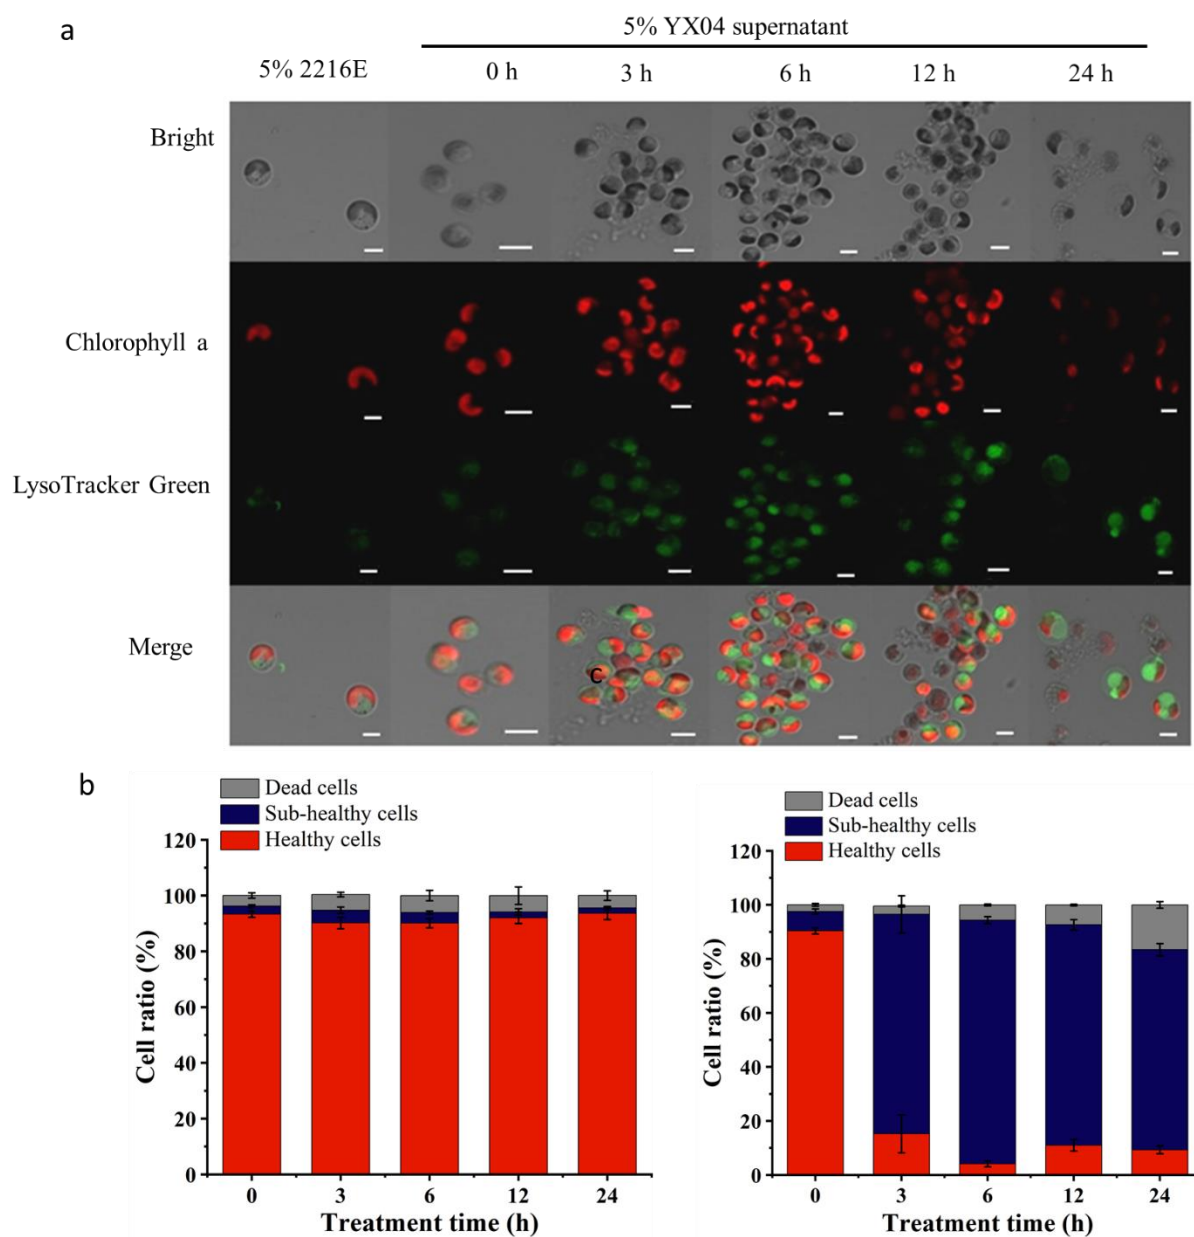 a
5% YX04 supernatant
5% 2216E 0 h 3 h 6 h 12 h 24 h
Bright
Chlorophyll a
LysoTracker Green
Merge
c
b
Dead cells
Sub-healthy cells
Healthy cells
120
100
80
60
40
20
0
Cell ratio (%)
0 3 6 12 24
Treatment time (h)
Dead cells
Sub-healthy cells
Healthy cells
120
100
80
60
40
20
0
Cell ratio (%)
0 3 6 12 24
Treatment time (h)